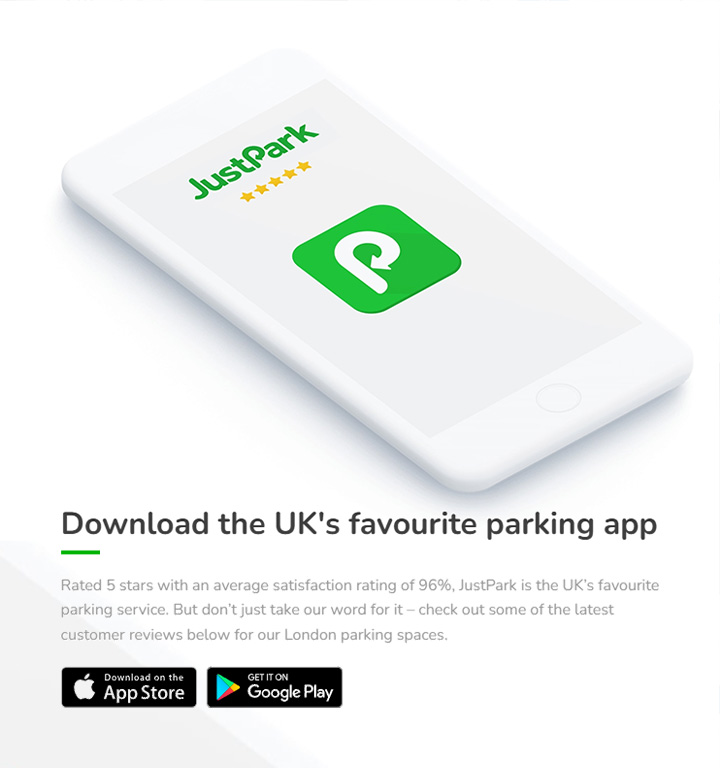 JustPark
Download the UK's favourite parking app
Rated 5 stars with an average satisfaction rating of 96%, JustPark is the UK’s favourite
parking service. But don’t just take our word for it – check out some of the latest
customer reviews below for our London parking spaces.
Download on the
App Store
GET IT ON
Google Play